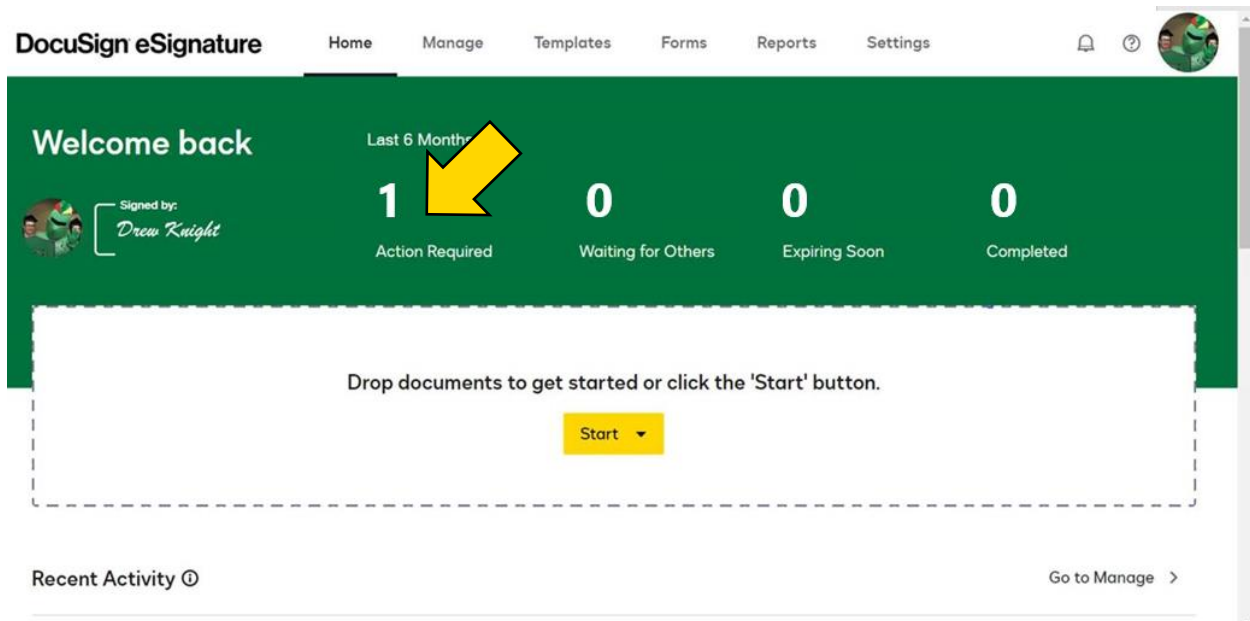 DocuSign eSignature Home Manage Templates Forms Reports Settings
Welcome back
Signed by:
Drew Knight
Last 6 Months
1 0 0 0
Action Required Waiting for Others Expiring Soon Completed
Drop documents to get started or click the 'Start' button.
Start
Recent Activity Go to Manage